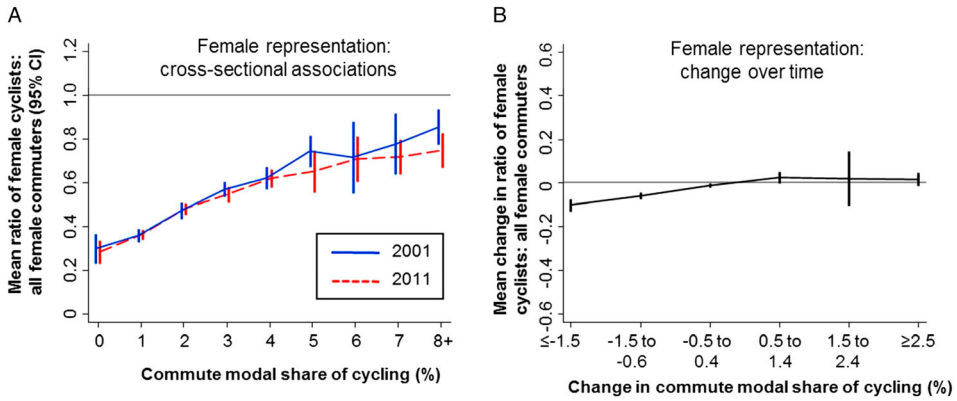 A
Female representation:
cross-sectional associations
Mean ratio of female cyclists:
all female commuters (95% CI)
1.2
1.0
0.8
0.6
0.4
0.2
0
2001
2011
0 1 2 3 4 5 6 7 8+
Commute modal share of cycling (%)
B
Female representation:
change over time
Mean change in ratio of female
cyclists: all female commuters
0.6
0.4
0.2
0
-0.2
-0.4
-0.6
≤-1.5 -1.5 to -0.5 to 0.5 to 1.5 to ≥2.5
-0.6 0.4 1.4 2.4
Change in commute modal share of cycling (%)